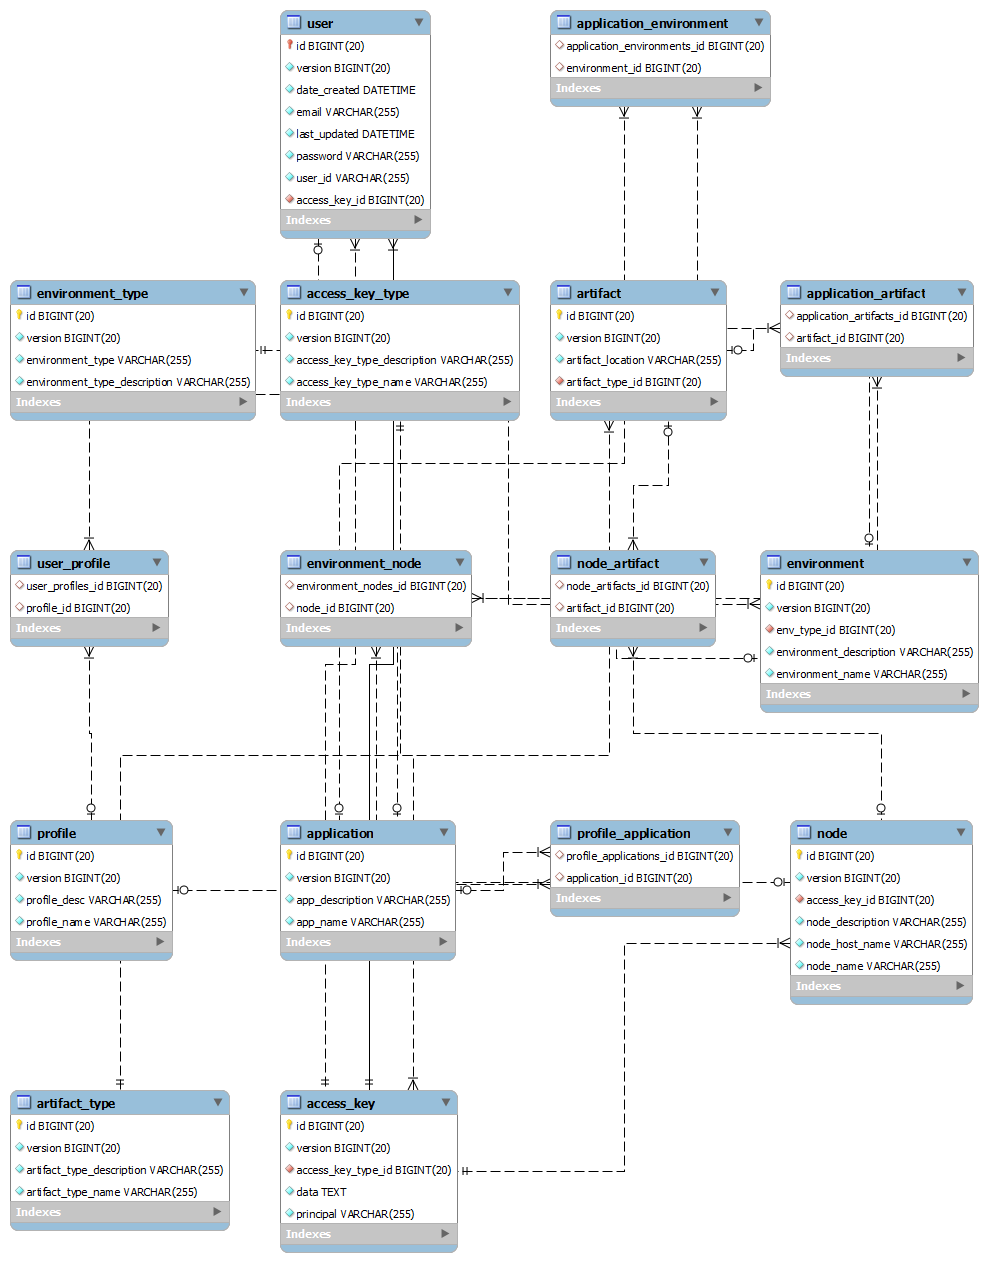 user
id BIGINT(20)
version BIGINT(20)
date_created DATETIME
email VARCHAR(255)
last_updated DATETIME
password VARCHAR(255)
user_id VARCHAR(255)
access_key_id BIGINT(20)
Indexes
application_environment
application_environments_id BIGINT(20)
environment_id BIGINT(20)
Indexes
environment_type
id BIGINT(20)
version BIGINT(20)
environment_type VARCHAR(255)
environment_type_description VARCHAR(255)
Indexes
access_key_type
id BIGINT(20)
version BIGINT(20)
access_key_type_description VARCHAR(255)
access_key_type_name VARCHAR(255)
Indexes
artifact
id BIGINT(20)
version BIGINT(20)
artifact_location VARCHAR(255)
artifact_type_id BIGINT(20)
Indexes
application_artifact
application_artifacts_id BIGINT(20)
artifact_id BIGINT(20)
Indexes
user_profile
user_profiles_id BIGINT(20)
profile_id BIGINT(20)
Indexes
environment_node
environment_nodes_id BIGINT(20)
node_id BIGINT(20)
Indexes
node_artifact
node_artifacts_id BIGINT(20)
artifact_id BIGINT(20)
Indexes
environment
id BIGINT(20)
version BIGINT(20)
env_type_id BIGINT(20)
environment_description VARCHAR(255)
environment_name VARCHAR(255)
Indexes
profile
id BIGINT(20)
version BIGINT(20)
profile_desc VARCHAR(255)
profile_name VARCHAR(255)
Indexes
application
id BIGINT(20)
version BIGINT(20)
app_description VARCHAR(255)
app_name VARCHAR(255)
Indexes
profile_application
profile_applications_id BIGINT(20)
application_id BIGINT(20)
Indexes
node
id BIGINT(20)
version BIGINT(20)
access_key_id BIGINT(20)
node_description VARCHAR(255)
node_host_name VARCHAR(255)
node_name VARCHAR(255)
Indexes
artifact_type
id BIGINT(20)
version BIGINT(20)
artifact_type_description VARCHAR(255)
artifact_type_name VARCHAR(255)
Indexes
access_key
id BIGINT(20)
version BIGINT(20)
access_key_type_id BIGINT(20)
data TEXT
principal VARCHAR(255)
Indexes